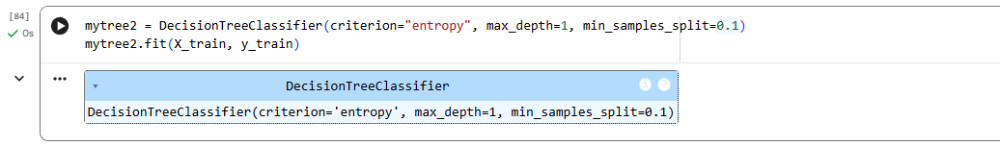 [84]
0s
mytree2 = DecisionTreeClassifier(criterion="entropy", max_depth=1, min_samples_split=0.1)
mytree2.fit(X_train, y_train)
DecisionTreeClassifier
i ?
DecisionTreeClassifier(criterion='entropy', max_depth=1, min_samples_split=0.1)